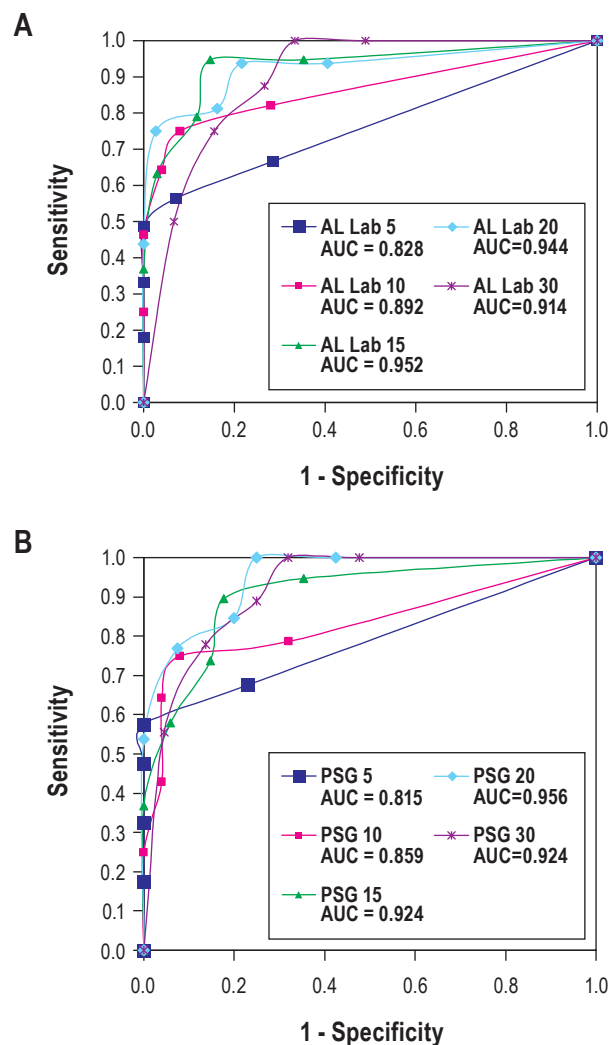 A
1.0
0.9
0.8
0.7
0.6
0.5
0.4
0.3
0.2
0.1
0.0
Sensitivity
AL Lab 5
AUC = 0.828
AL Lab 20
AUC=0.944
AL Lab 10
AUC = 0.892
AL Lab 30
AUC=0.914
AL Lab 15
AUC = 0.952
0.0 0.2 0.4 0.6 0.8 1.0
1 - Specificity
B
1.0
0.9
0.8
0.7
0.6
0.5
0.4
0.3
0.2
0.1
0.0
Sensitivity
PSG 5
AUC = 0.815
PSG 20
AUC=0.956
PSG 10
AUC = 0.859
PSG 30
AUC=0.924
PSG 15
AUC = 0.924
0.0 0.2 0.4 0.6 0.8 1.0
1 - Specificity